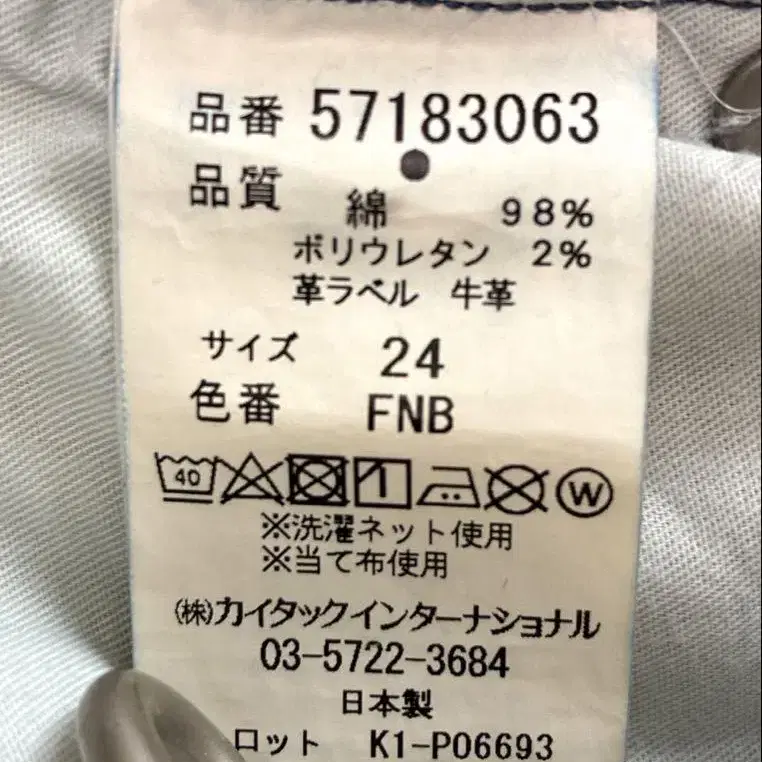 品番 57183063
品質 綿 98%
ポリウレタン 2%
革ラベル 牛革
サイズ 24
色番 FNB
40 W
※洗濯ネット使用
※当て布使用
(株)カイタックインターナショナル
03-5722-3684
日本製
ロット K1-P06693